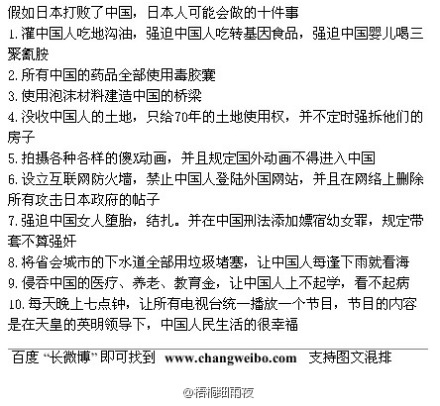 假如日本打败了中国，日本人可能会做的十件事
1.灌中国人吃地沟油，强迫中国人吃转基因食品，强迫中国婴儿喝三
聚氰胺
2.所有中国的药品全部使用毒胶囊
3.使用泡沫材料建造中国的桥梁
4.没收中国人的土地，只给70年的土地使用权，并不定时强拆他们的
房子
5.拍摄各种各样的傻X动画，并且规定国外动画不得进入中国
6.设立互联网防火墙，禁止中国人登陆外国网站，并且在网络上删除
所有攻击日本政府的帖子
7.强迫中国女人堕胎，结扎。并在中国刑法添加嫖宿幼女罪，规定带
套不算强奸
8.将省会城市的下水道全部用垃圾堵塞，让中国人每逢下雨就看海
9.侵吞中国的医疗、养老、教育金，让中国人上不起学，看不起病
10.每天晚上七点钟，让所有电视台统一播放一个节目，节目的内容
是在天皇的英明领导下，中国人民生活的很幸福
百度 “长微博” 即可找到 www.changweibo.com 支持图文混排
@梧桐细雨夜